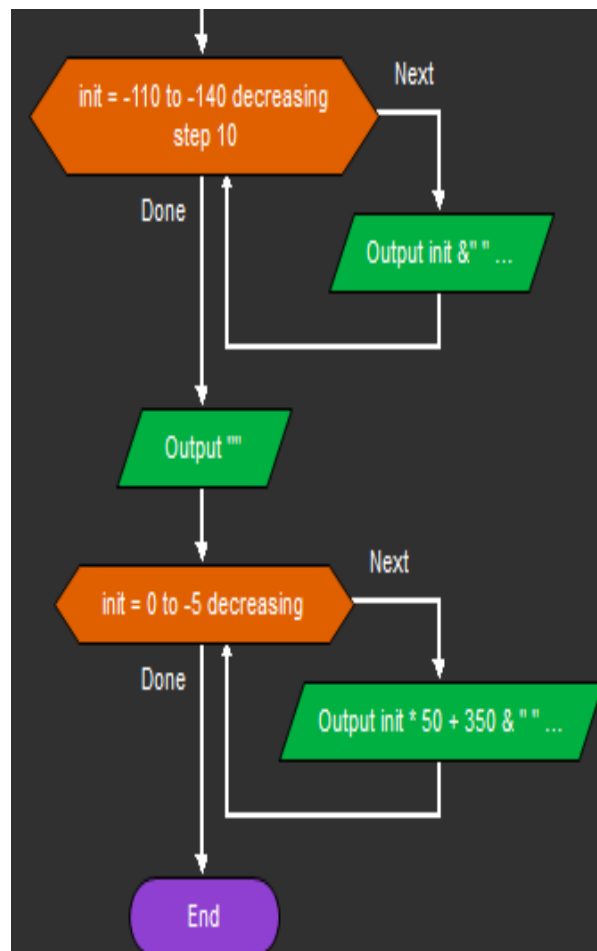 Next
init = -110 to -140 decreasing
step 10
Done
Output init &" " ...
Output ""
Next
init = 0 to -5 decreasing
Done
Output init * 50 + 350 & " " ...
End